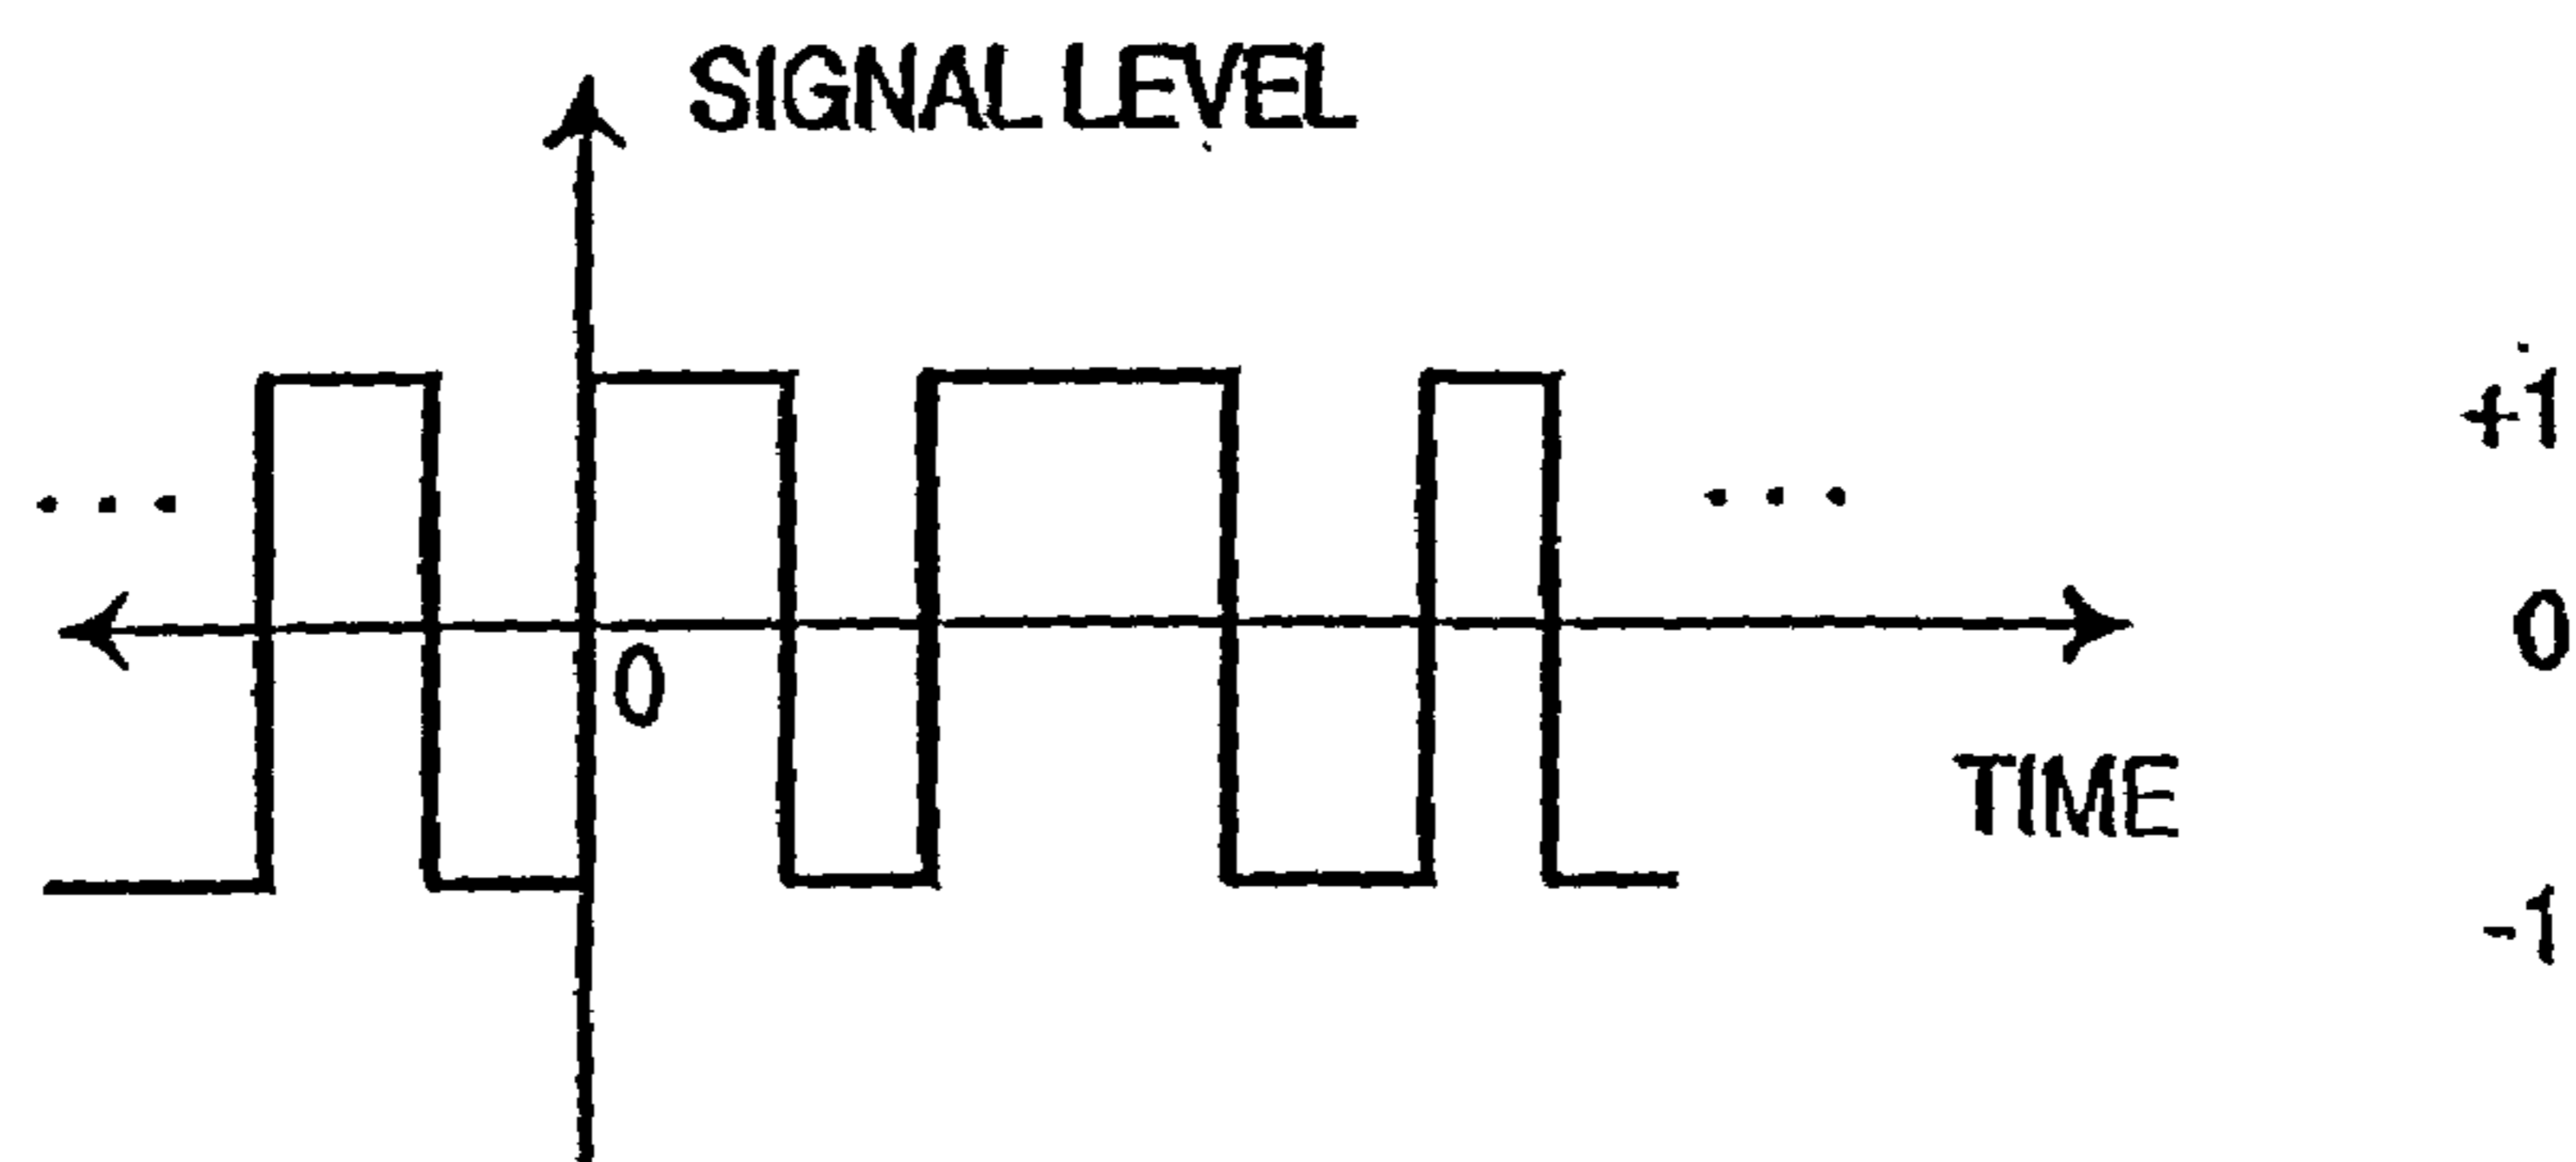 SIGNAL LEVEL
+1
. . .
. . .
0
0
TIME
-1